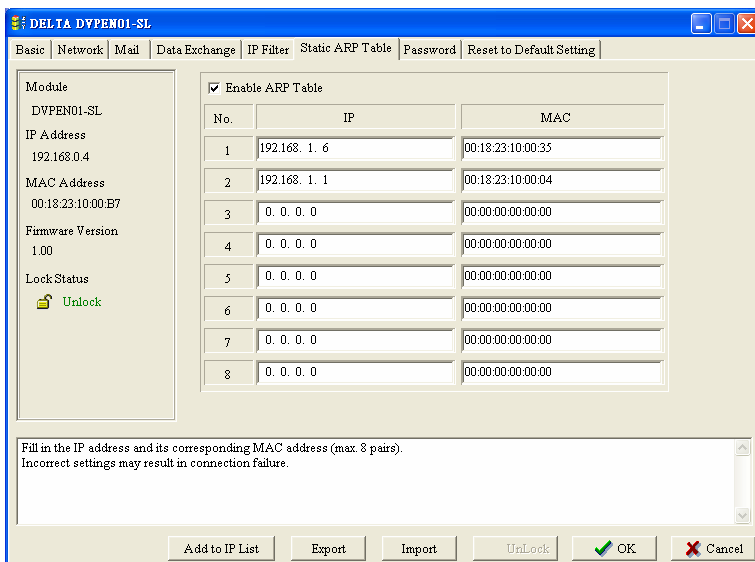 DELTA DVPEN01-SL
Basic
Network
Mail
Data Exchange
IP Filter
Static ARP Table
Password
Reset to Default Setting
Module
DVPEN01-SL
IP Address
192.168.0.4
MAC Address
00:18:23:10:00:B7
Firmware Version
1.00
Lock Status
Unlock
Enable ARP Table
No. IP MAC
1 192.168. 1. 6 00:18:23:10:00:35
2 192.168. 1. 1 00:18:23:10:00:04
3 0. 0. 0. 0 00:00:00:00:00:00
4 0. 0. 0. 0 00:00:00:00:00:00
5 0. 0. 0. 0 00:00:00:00:00:00
6 0. 0. 0. 0 00:00:00:00:00:00
7 0. 0. 0. 0 00:00:00:00:00:00
8 0. 0. 0. 0 00:00:00:00:00:00
Fill in the IP address and its corresponding MAC address (max. 8 pairs).
Incorrect settings may result in connection failure.
Add to IP List
Export
Import
UnLock
OK
Cancel